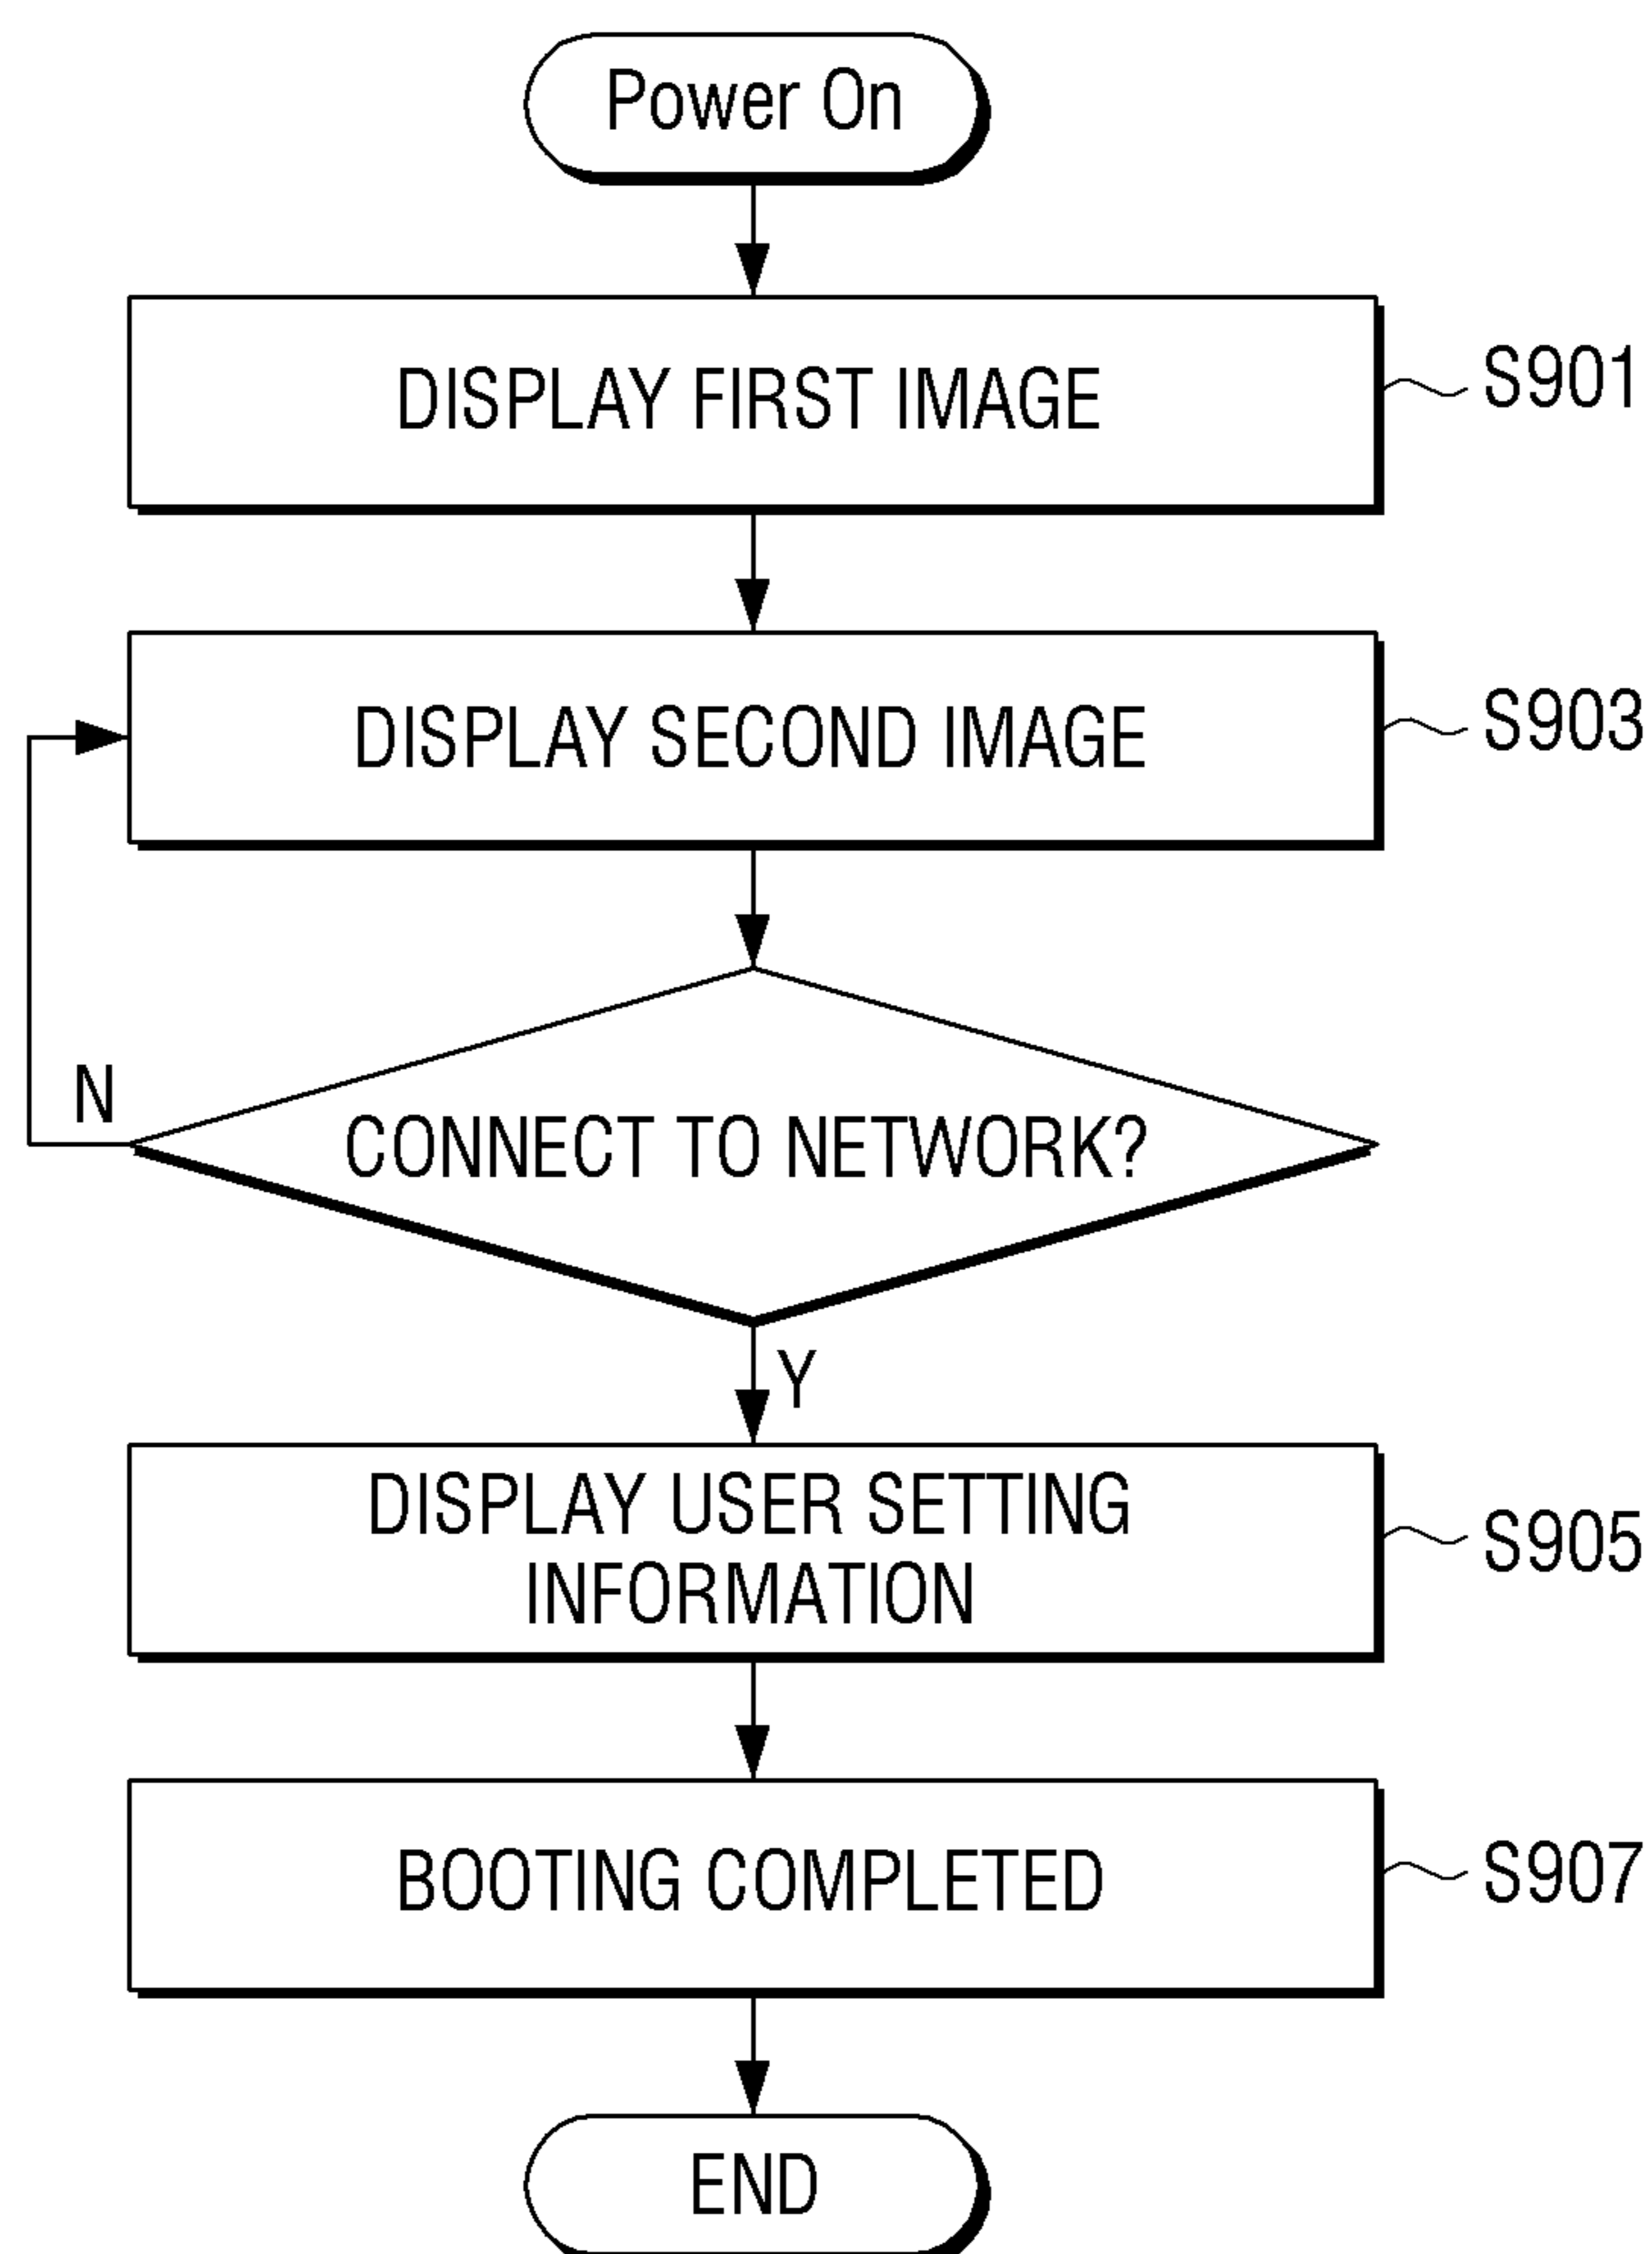 Power On
DISPLAY FIRST IMAGE
S901
DISPLAY SECOND IMAGE
S903
N
CONNECT TO NETWORK?
Y
DISPLAY USER SETTING
INFORMATION
S905
BOOTING COMPLETED
S907
END